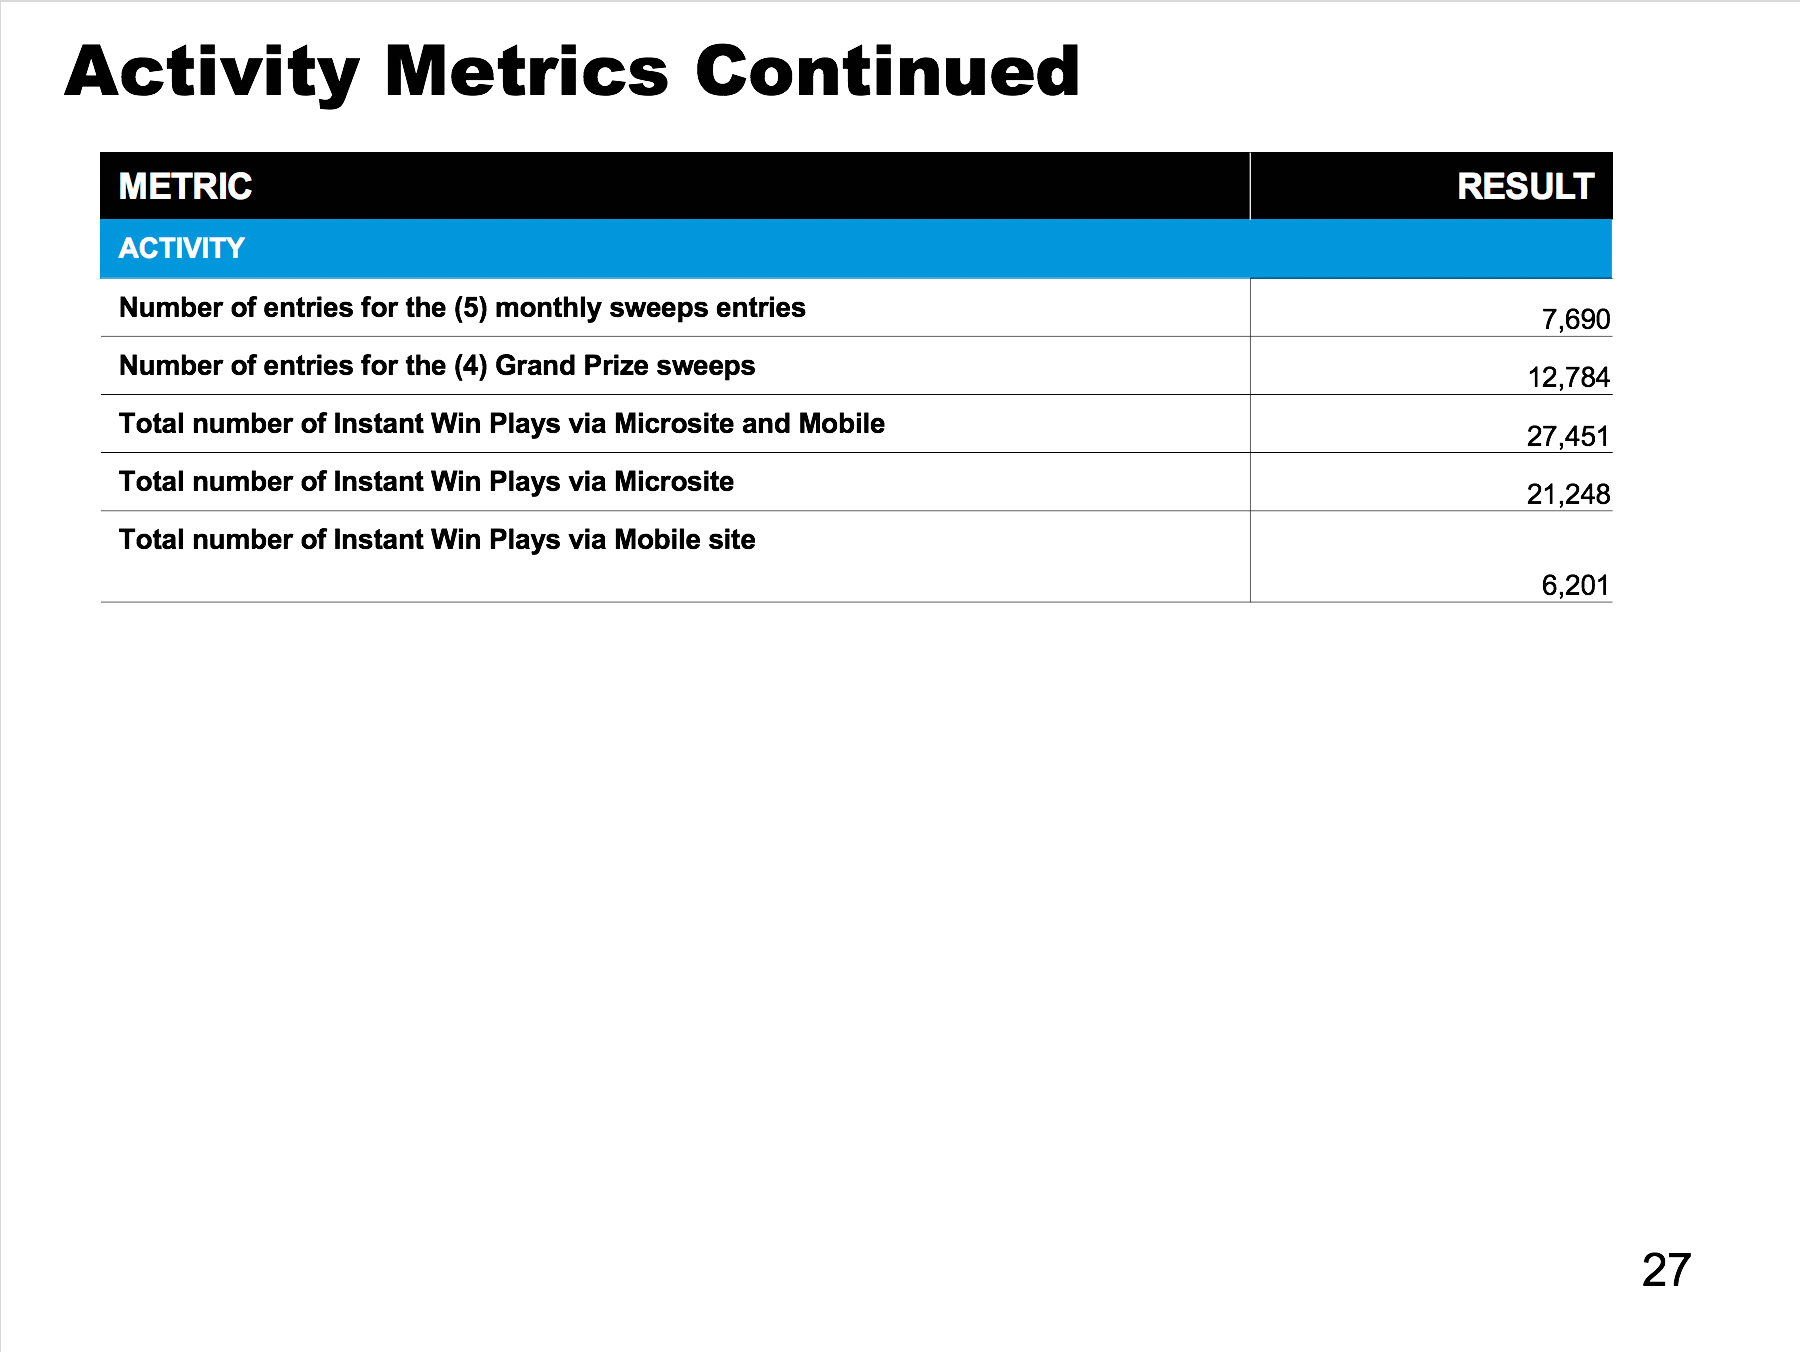 Activity Metrics Continued
METRIC RESULT
ACTIVITY
Number of entries for the (5) monthly sweeps entries 7,690
Number of entries for the (4) Grand Prize sweeps 12,784
Total number of Instant Win Plays via Microsite and Mobile 27,451
Total number of Instant Win Plays via Microsite 21,248
Total number of Instant Win Plays via Mobile site 6,201
27